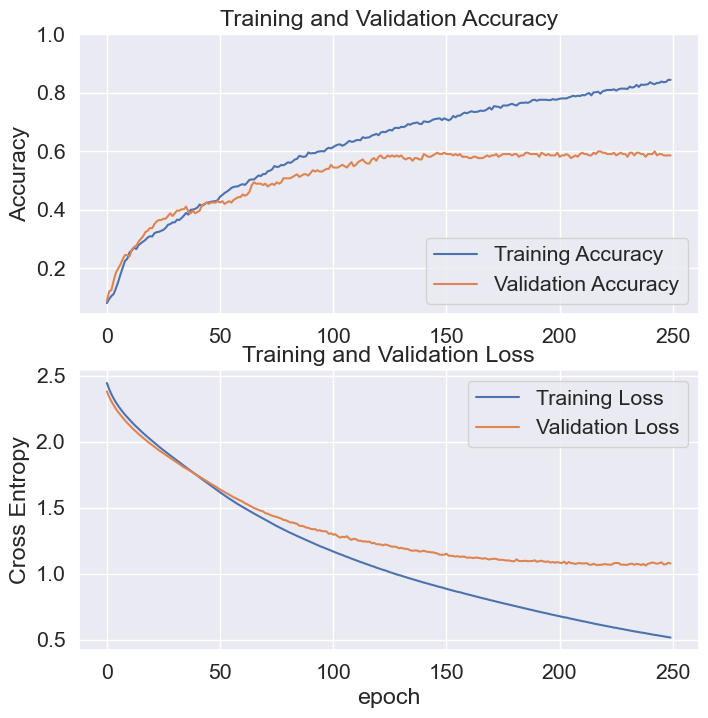 Training and Validation Accuracy
1.0
0.8
0.6
0.4
0.2
Accuracy
Training Accuracy
Validation Accuracy
0 50 100 150 200 250
Training and Validation Loss
2.5
2.0
1.5
1.0
0.5
Cross Entropy
Training Loss
Validation Loss
0 50 100 150 200 250
epoch